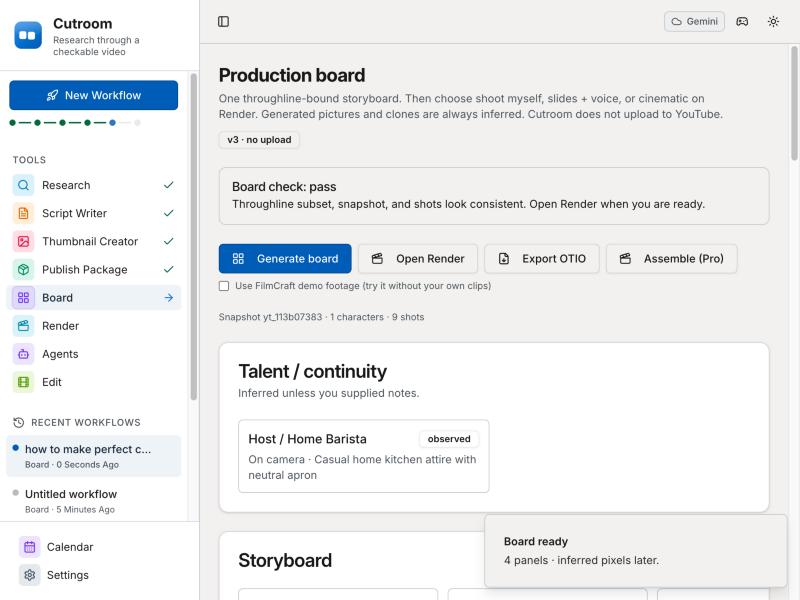 Cutroom
Research through a
checkable video
New Workflow
TOOLS
Research
Script Writer
Thumbnail Creator
Publish Package
Board
Render
Agents
Edit
RECENT WORKFLOWS
how to make perfect c...
Board · 0 Seconds Ago
Untitled workflow
Board · 5 Minutes Ago
Calendar
Settings
Gemini
Production board
One throughline-bound storyboard. Then choose shoot myself, slides + voice, or cinematic on
Render. Generated pictures and clones are always inferred. Cutroom does not upload to YouTube.
v3 · no upload
Board check: pass
Throughline subset, snapshot, and shots look consistent. Open Render when you are ready.
Generate board
Open Render
Export OTIO
Assemble (Pro)
Use FilmCraft demo footage (try it without your own clips)
Snapshot yt_113b07383 · 1 characters · 9 shots
Talent / continuity
Inferred unless you supplied notes.
Host / Home Barista
observed
On camera · Casual home kitchen attire with
neutral apron
Storyboard
Board ready
4 panels · inferred pixels later.